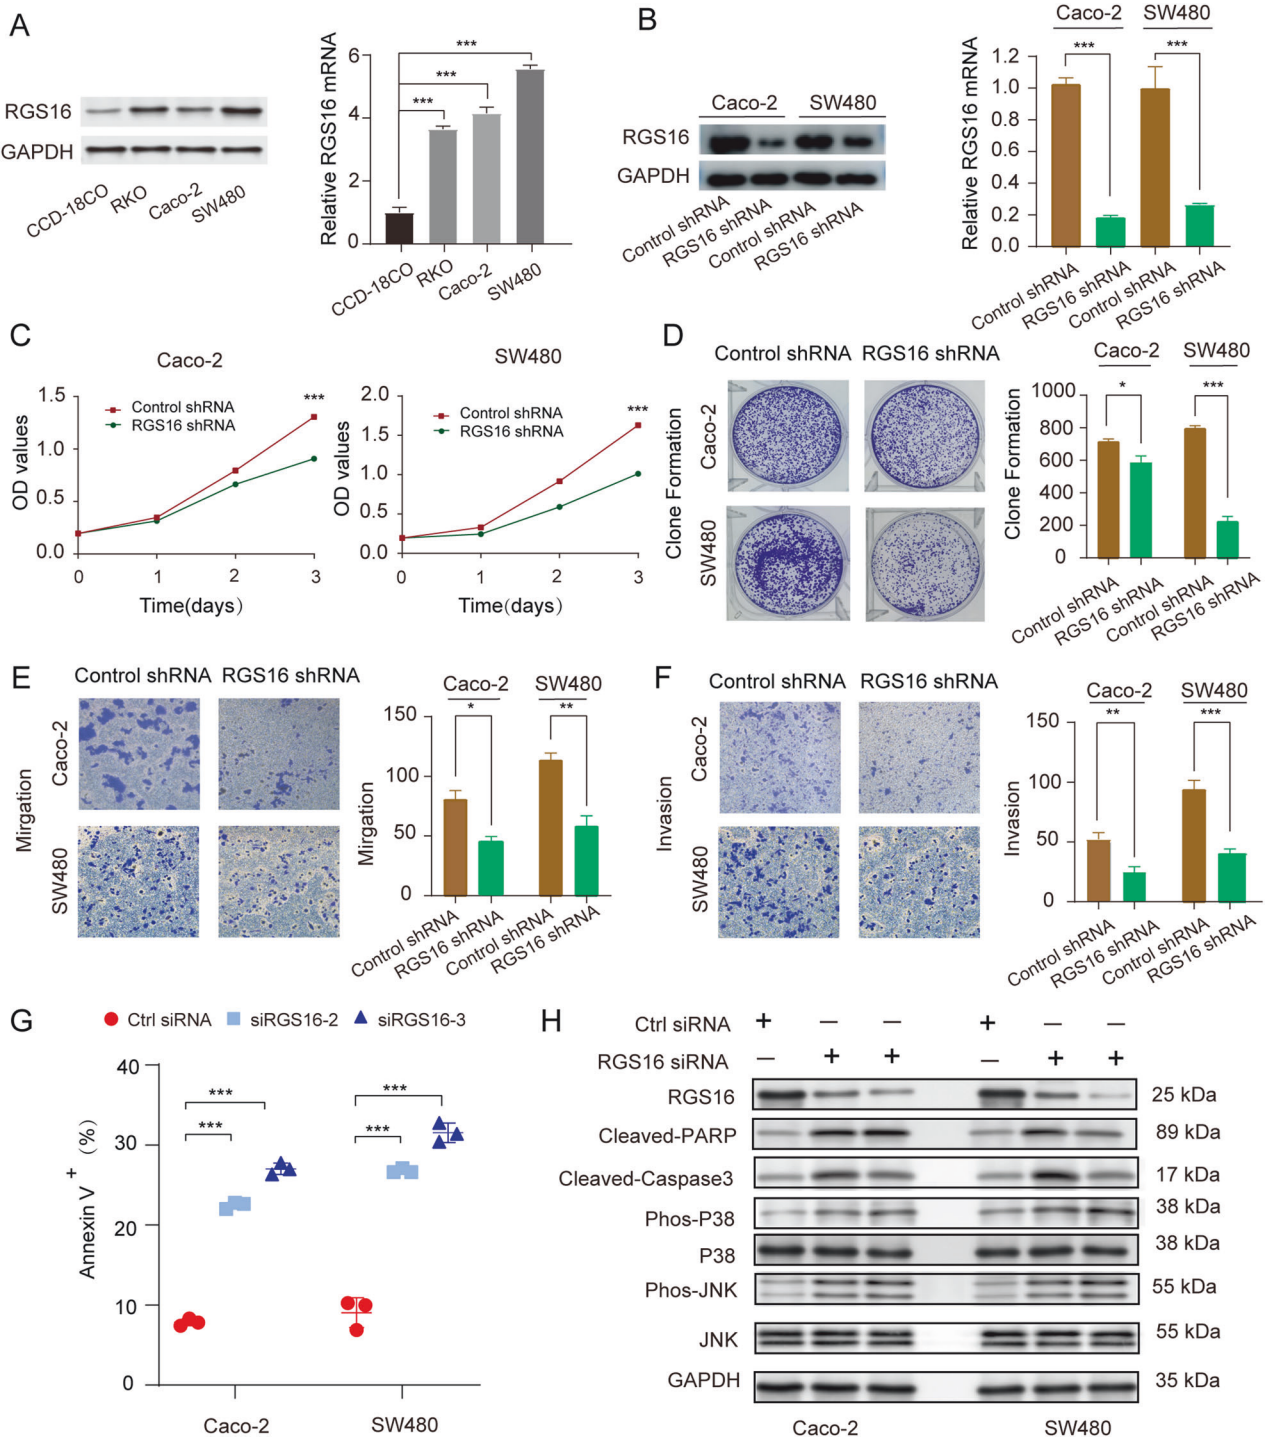 A
RGS16
GAPDH
CCD-18CO
RKO
Caco-2
SW480
Relative RGS16 mRNA
6
4
2
0
***
***
***
CCD-18CO
RKO
Caco-2
SW480
B
Caco-2
SW480
RGS16
GAPDH
Control shRNA
RGS16 shRNA
Control shRNA
RGS16 shRNA
Caco-2
SW480
***
***
Relative RGS16 mRNA
1.2
1.0
0.8
0.6
0.4
0.2
0.0
Control shRNA
RGS16 shRNA
Control shRNA
RGS16 shRNA
C
Caco-2
OD values
1.5
1.0
0.5
0.0
Control shRNA
RGS16 shRNA
***
0 1 2 3
Time(days)
SW480
OD values
2.0
1.5
1.0
0.5
0.0
Control shRNA
RGS16 shRNA
***
0 1 2 3
Time(days)
D
Control shRNA RGS16 shRNA
Clone Formation
Caco-2
SW480
Caco-2
SW480
*
***
Clone Formation
1000
800
600
400
200
0
Control shRNA
RGS16 shRNA
Control shRNA
RGS16 shRNA
E
Control shRNA RGS16 shRNA
Mirgation
Caco-2
SW480
Caco-2
SW480
*
**
Mirgation
150
100
50
0
Control shRNA
RGS16 shRNA
Control shRNA
RGS16 shRNA
F
Control shRNA RGS16 shRNA
Invasion
Caco-2
SW480
Caco-2
SW480
**
***
Invasion
150
100
50
0
Control shRNA
RGS16 shRNA
Control shRNA
RGS16 shRNA
G
Ctrl siRNA siRGS16-2 siRGS16-3
Annexin V+ (%)
40
30
20
10
0
***
***
***
***
Caco-2
SW480
H
Ctrl siRNA + − − + − −
RGS16 siRNA − + + − + +
RGS16 25 kDa
Cleaved-PARP 89 kDa
Cleaved-Caspase3 17 kDa
Phos-P38 38 kDa
P38 38 kDa
Phos-JNK 55 kDa
JNK 55 kDa
GAPDH 35 kDa
Caco-2 SW480